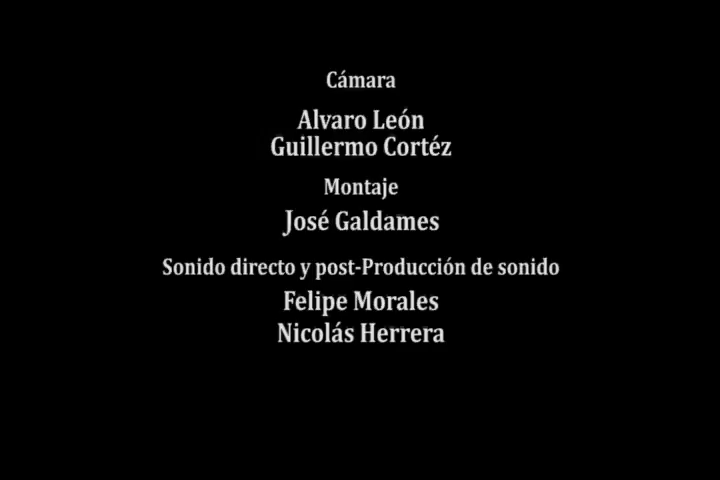 Cámara
Alvaro León
Guillermo Cortéz
Montaje
José Galdames
Sonido directo y post-Producción de sonido
Felipe Morales
Nicolás Herrera